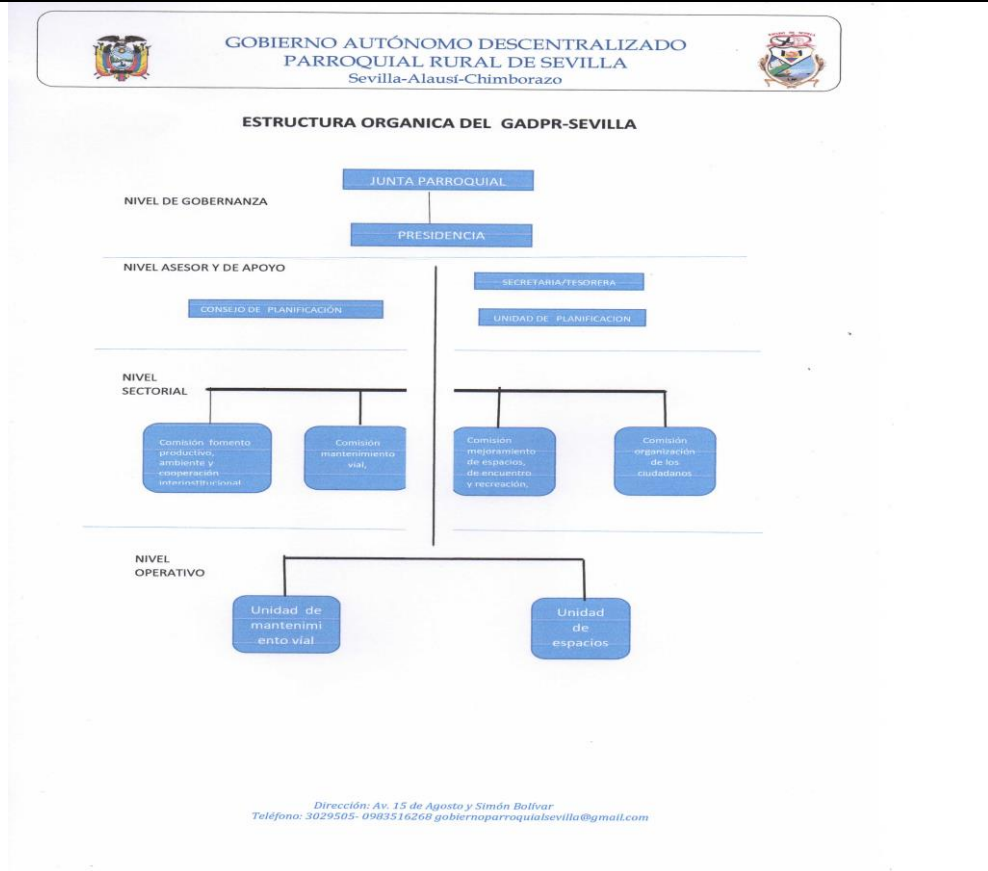 GOBIERNO AUTÓNOMO DESCENTRALIZADO
PARROQUIAL RURAL DE SEVILLA
Sevilla-Alausí-Chimborazo
ESTRUCTURA ORGANICA DEL GADPR-SEVILLA
JUNTA PARROQUIAL
NIVEL DE GOBERNANZA
PRESIDENCIA
NIVEL ASESOR Y DE APOYO
SECRETARIA/TESORERA
CONSEJO DE PLANIFICACIÓN
UNIDAD DE PLANIFICACION
NIVEL
SECTORIAL
Comisión fomento
productivo,
ambiente y
cooperación
interinstitucional
Comisión
mantenimiento
vial,
Comisión
mejoramiento
de espacios,
de encuentro
y recreación,
Comisión
organización
de los
ciudadanos
NIVEL
OPERATIVO
Unidad de
mantenimi
ento vial
Unidad
de
espacios
Dirección: Av. 15 de Agosto y Simón Bolívar
Teléfono: 3029505- 0983516268 gobiernoparroquialsevilla@gmail.com